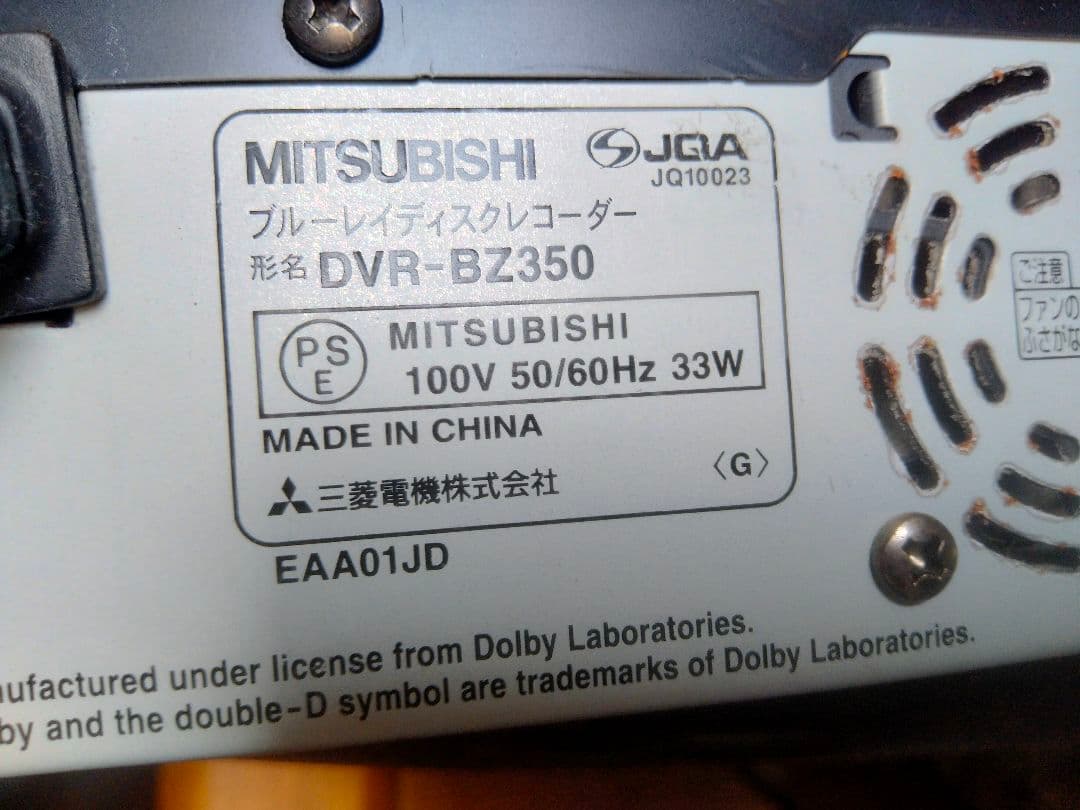 MITSUBISHI
JQA
JQ10023
ブルーレイディスクレコーダー
形名 DVR-BZ350
PS
E
MITSUBISHI
100V 50/60Hz 33W
MADE IN CHINA
三菱電機株式会社
〈G〉
EAA01JD
ご注意
ファンの
ふさがな
nufactured under license from Dolby Laboratories.
by and the double-D symbol are trademarks of Dolby Laboratories.